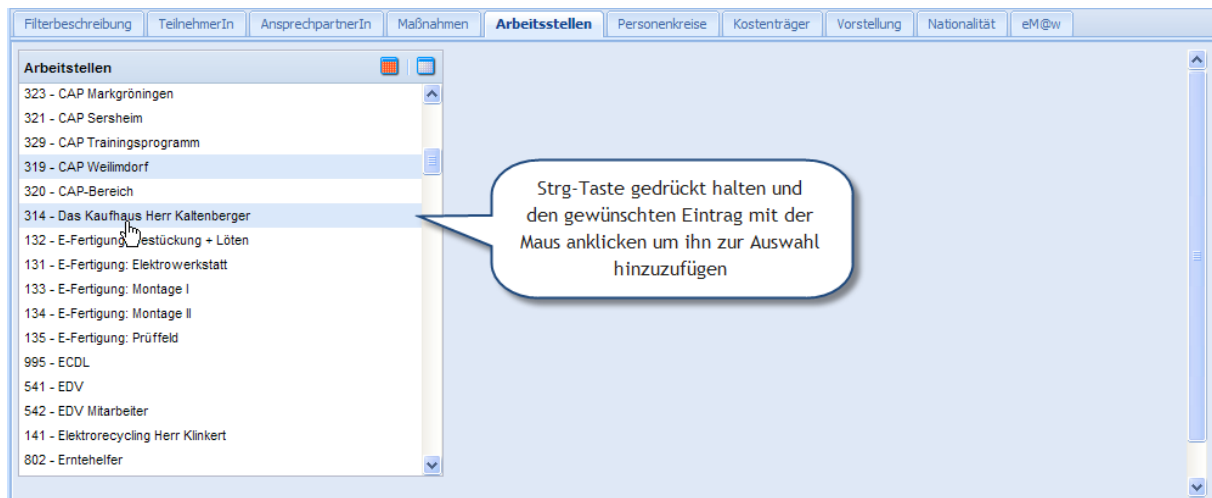 Filterbeschreibung TeilnehmerIn AnsprechpartnerIn Maßnahmen Arbeitsstellen Personenkreise Kostenträger Vorstellung Nationalität eM@w
Arbeitstellen
323 - CAP Markgröningen
321 - CAP Sersheim
329 - CAP Trainingsprogramm
319 - CAP Weilimdorf
320 - CAP-Bereich
314 - Das Kaufhaus Herr Kaltenberger
132 - E-Fertigung: estückung + Löten
131 - E-Fertigung: Elektrowerkstatt
133 - E-Fertigung: Montage I
134 - E-Fertigung: Montage II
135 - E-Fertigung: Prüffeld
995 - ECDL
541 - EDV
542 - EDV Mitarbeiter
141 - Elektrorecycling Herr Klinkert
802 - Erntehelfer
Strg-Taste gedrückt halten und
den gewünschten Eintrag mit der
Maus anklicken um ihn zur Auswahl
hinzuzufügen